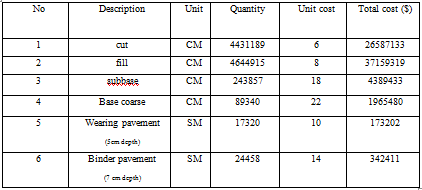 No Description Unit Quantity Unit cost Total cost ($)
1 cut CM 4431189 6 26587133
2 fill CM 4644915 8 37159319
3 subbase CM 243857 18 4389433
4 Base coarse CM 89340 22 1965480
5 Wearing pavement SM 17320 10 173202
(5cm depth)
6 Binder pavement SM 24458 14 342411
(7 cm depth)